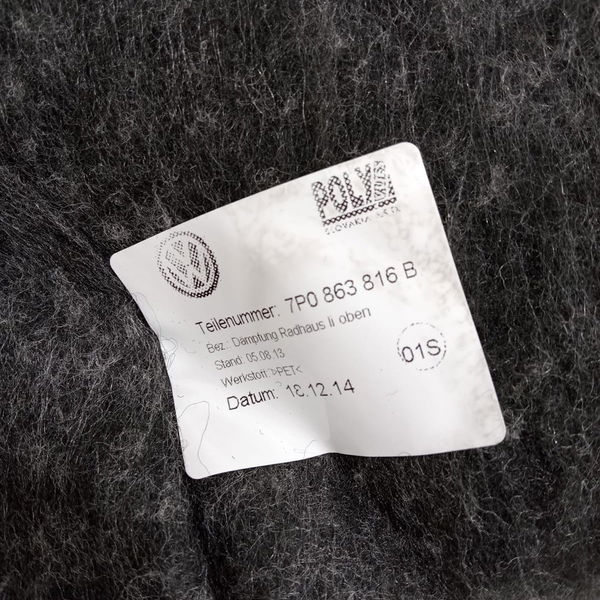 POLY
SLOVAKIA
Teilenummer: 7P0 863 816 B
Bez.: Dämpfung Radhaus li oben
Stand: 05.08.13
Werkstoff: >PET<
Datum: 18.12.14
01S